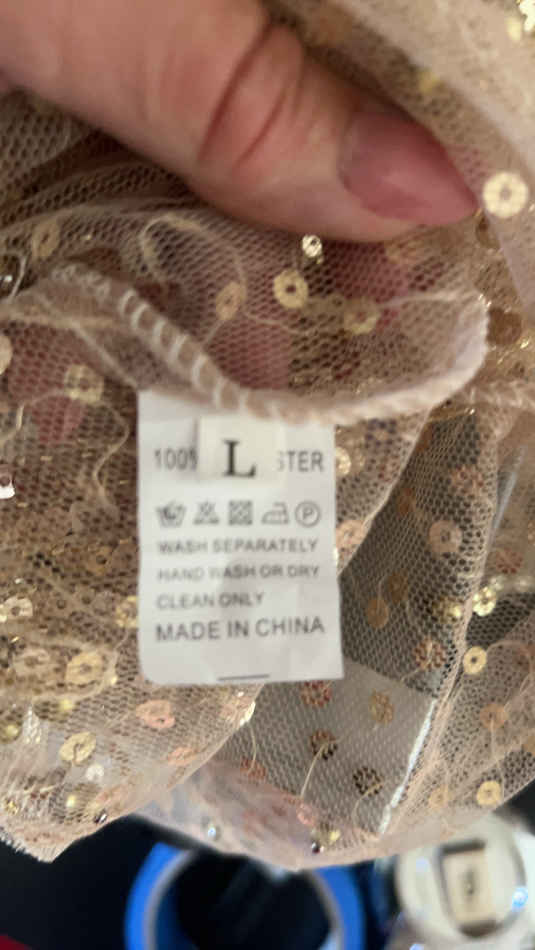 100% L STER
WASH SEPARATELY
HAND WASH OR DRY
CLEAN ONLY
MADE IN CHINA